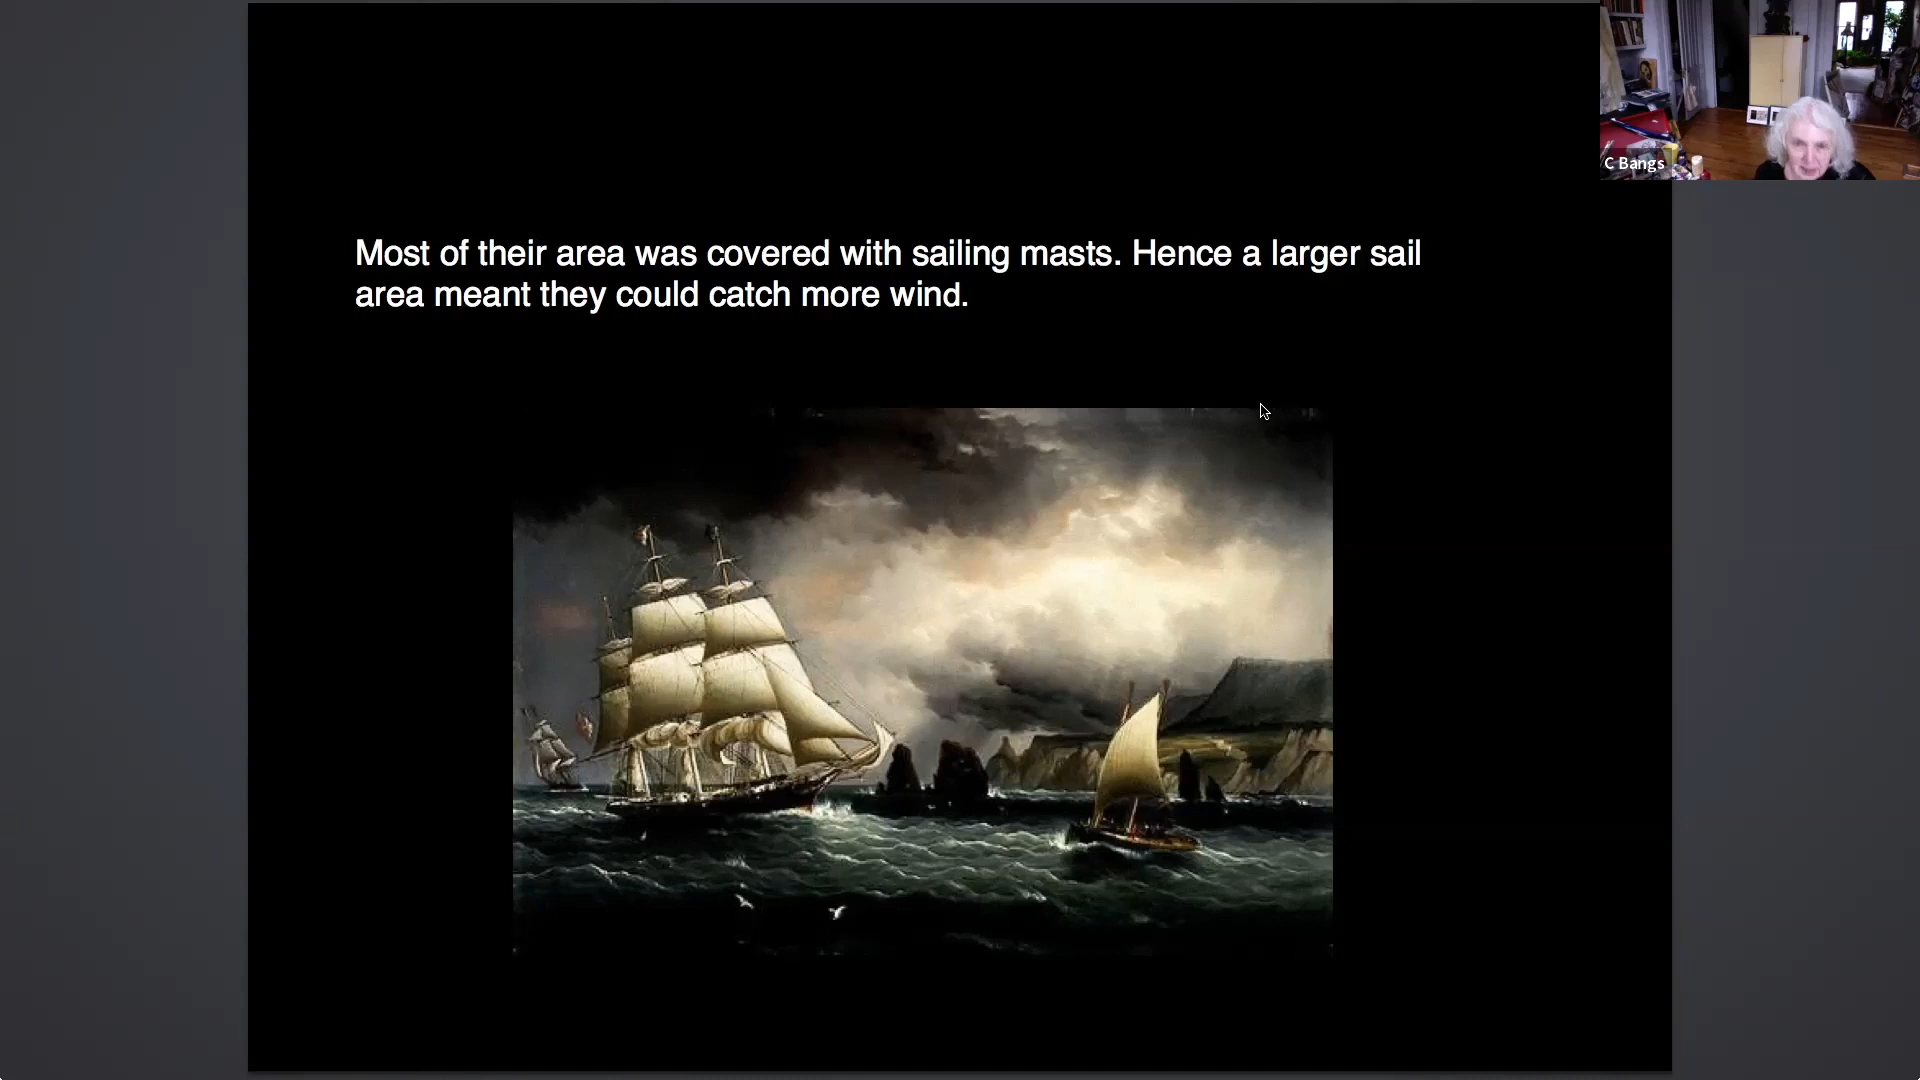 Most of their area was covered with sailing masts. Hence a larger sail
area meant they could catch more wind.
C Bangs